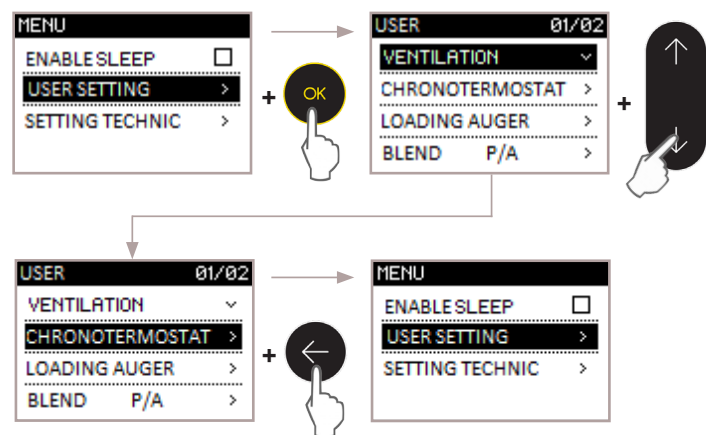 MENU
ENABLE SLEEP
USER SETTING >
SETTING TECHNIC >
+
OK
USER 01/02
VENTILATION
CHRONOTERMOSTAT >
LOADING AUGER >
BLEND P/A >
+
USER 01/02
VENTILATION
CHRONOTERMOSTAT >
LOADING AUGER >
BLEND P/A >
+
MENU
ENABLE SLEEP
USER SETTING >
SETTING TECHNIC >